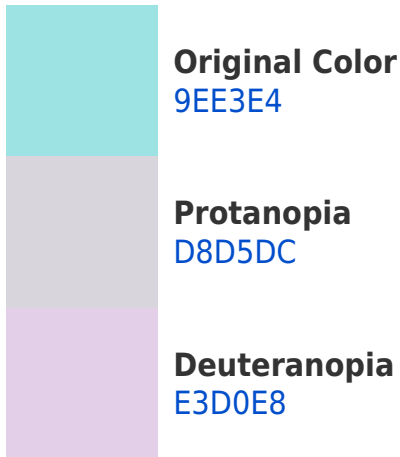 Original Color
9EE3E4
Protanopia
D8D5DC
Deuteranopia
E3D0E8